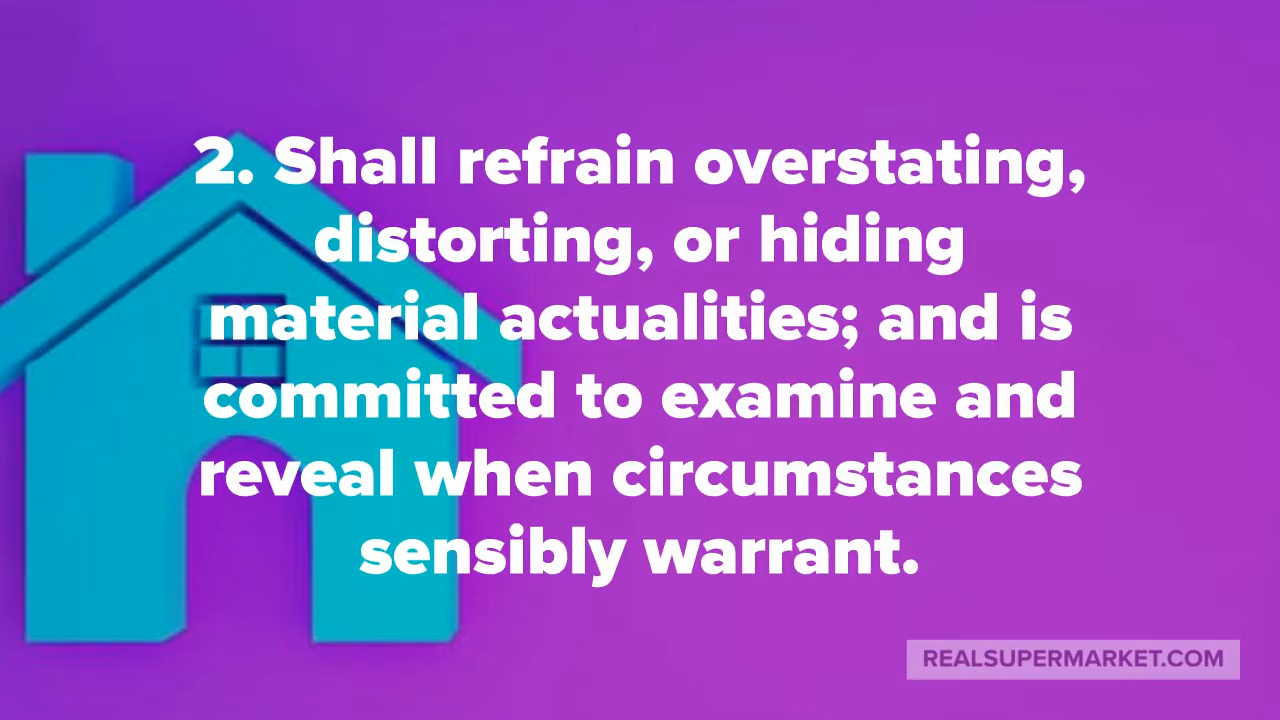 2. Shall refrain overstating,
distorting, or hiding
material actualities; and is
committed to examine and
reveal when circumstances
sensibly warrant.
REALSUPERMARKET.COM